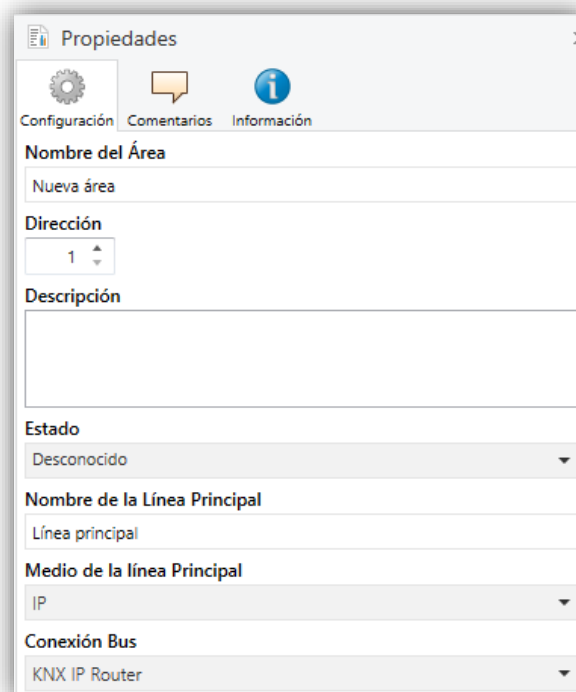 Propiedades
Configuración Comentarios Información
Nombre del Área
Nueva área
Dirección
1
Descripción
Estado
Desconocido
Nombre de la Línea Principal
Línea principal
Medio de la línea Principal
IP
Conexión Bus
KNX IP Router